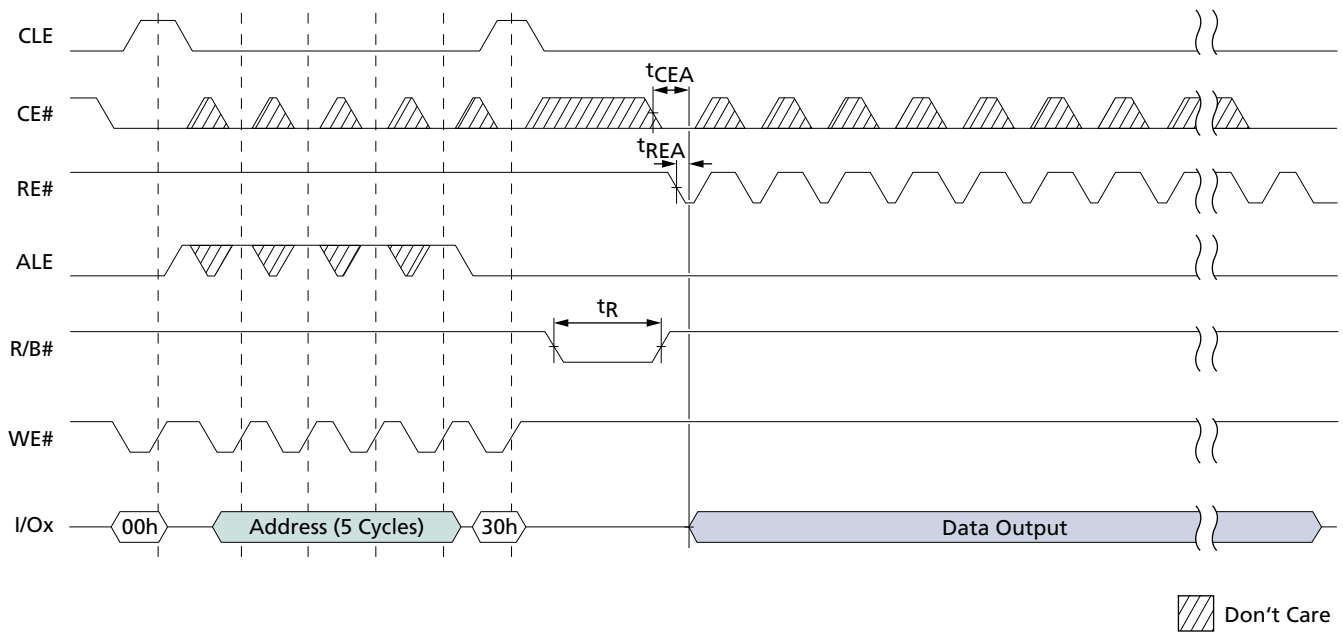 CLE
tCEA
CE#
tREA
RE#
ALE
tR
R/B#
WE#
I/Ox 00h Address (5 Cycles) 30h Data Output
Don't Care